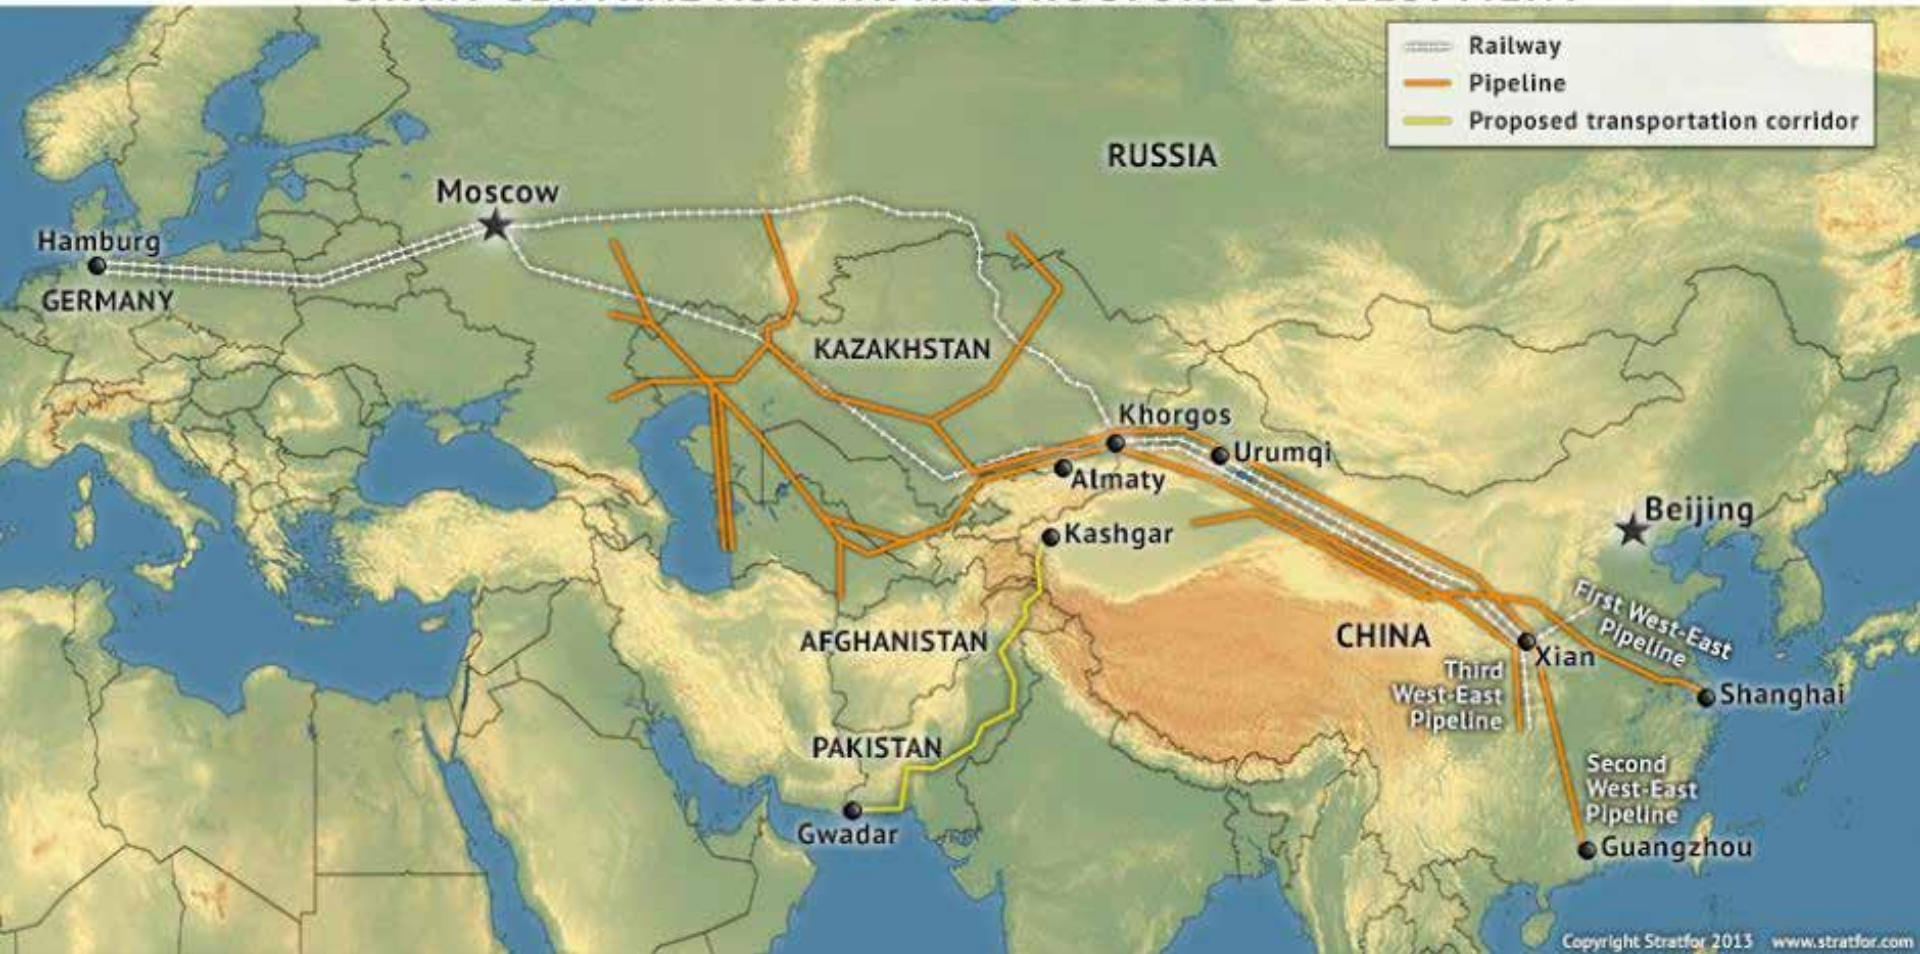 Railway
Pipeline
Proposed transportation corridor
RUSSIA
Moscow
Hamburg
GERMANY
KAZAKHSTAN
Khorgos
Urumqi
Almaty
Beijing
Kashgar
First West-East
Pipeline
AFGHANISTAN
CHINA
Xian
Third
West-East
Pipeline
Shanghai
PAKISTAN
Second
West-East
Pipeline
Gwadar
Guangzhou
Copyright Stratfor 2013 www.stratfor.com